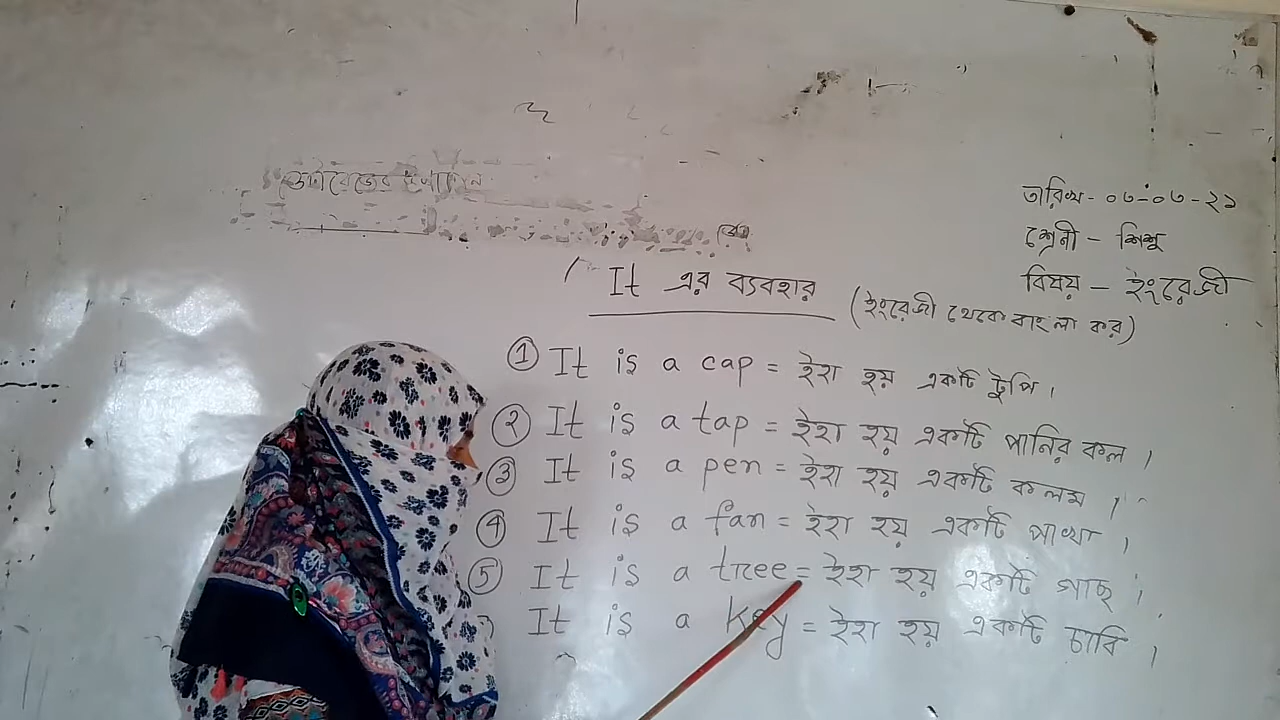 তারিখ - ০৩-০৩-২১
শ্রেনী - শিশু
বিষয় - ইংরেজী
It এর ব্যবহার
(ইংরেজী থেকে বাংলা কর)
① It is a cap = ইহা হয় একটি টুপি।
② It is a tap = ইহা হয় একটি পানির কল।
③ It is a pen = ইহা হয় একটি কলম।
④ It is a fan = ইহা হয় একটি পাখা।
⑤ It is a tree = ইহা হয় একটি গাছ।
It is a key = ইহা হয় একটি চাবি।